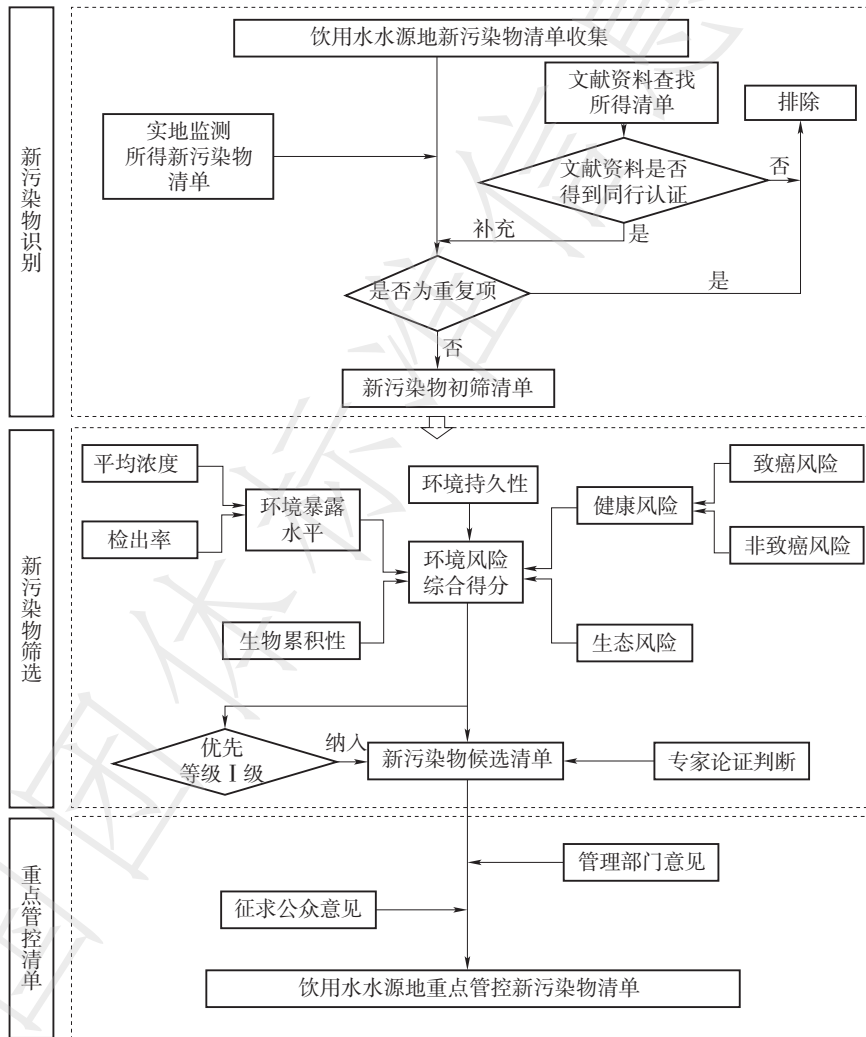 新污染物识别
饮用水水源地新污染物清单收集
文献资料查找
所得清单
排除
实地监测
所得新污染物
清单
文献资料是否
得到同行认证
否
补充
是
是否为重复项
是
否
新污染物初筛清单
新污染物筛选
平均浓度
检出率
环境暴露
水平
环境持久性
健康风险
致癌风险
非致癌风险
环境风险
综合得分
生物累积性
生态风险
优先
等级Ⅰ级
纳入
新污染物候选清单
专家论证判断
重点管控清单
管理部门意见
征求公众意见
饮用水水源地重点管控新污染物清单
全国团体标准信息